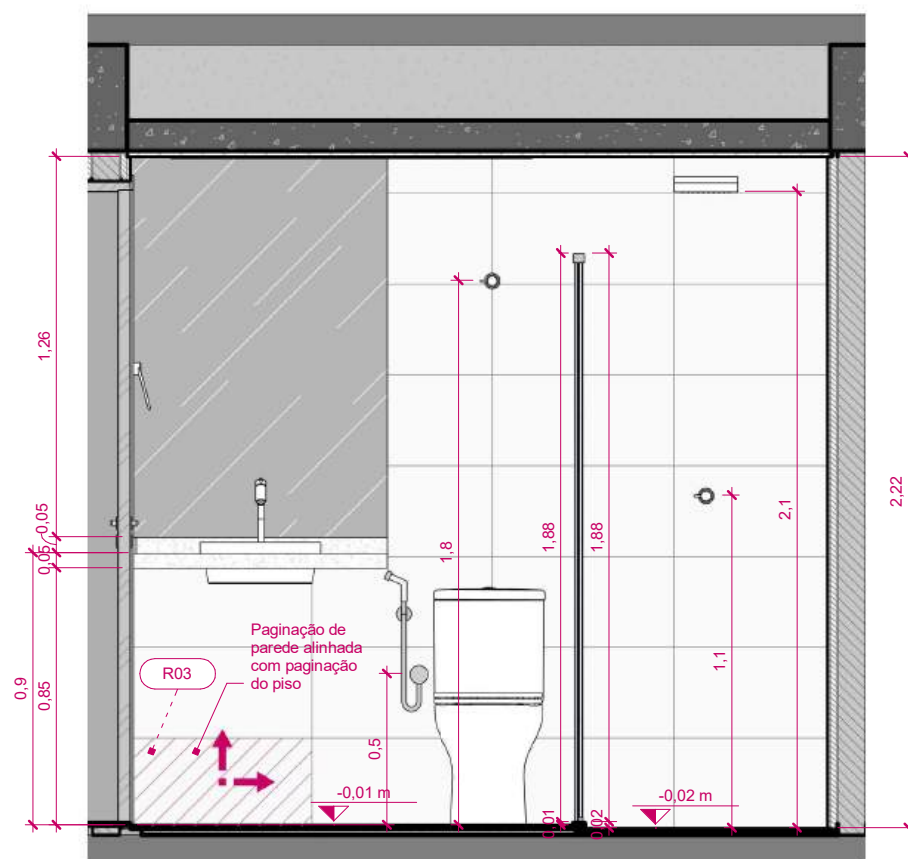 1,26
0,05
0,05
0,9
0,85
R03
Paginação de
parede alinhada
com paginação
do piso
0,5
1,8
1,88
1,88
2,1
1,1
2,22
-0,01 m
-0,02 m
0,01
0,02